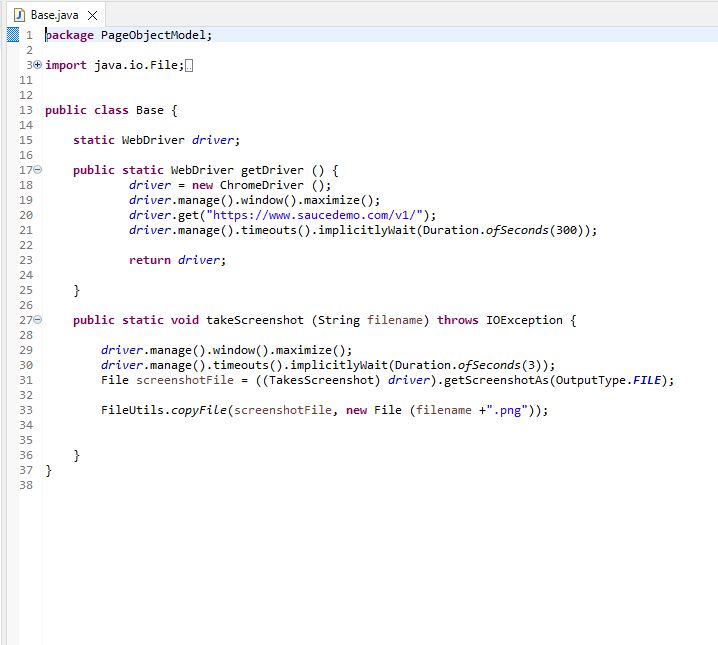 Base.java
1 package PageObjectModel;
2
3 import java.io.File;
11
12
13 public class Base {
14
15 static WebDriver driver;
16
17 public static WebDriver getDriver () {
18 driver = new ChromeDriver ();
19 driver.manage().window().maximize();
20 driver.get("https://www.saucedemo.com/v1/");
21 driver.manage().timeouts().implicitlyWait(Duration.ofSeconds(300));
22
23 return driver;
24
25 }
26
27 public static void takeScreenshot (String filename) throws IOException {
28
29 driver.manage().window().maximize();
30 driver.manage().timeouts().implicitlyWait(Duration.ofSeconds(3));
31 File screenshotFile = ((TakesScreenshot) driver).getScreenshotAs(OutputType.FILE);
32
33 FileUtils.copyFile(screenshotFile, new File (filename +".png"));
34
35
36 }
37 }
38